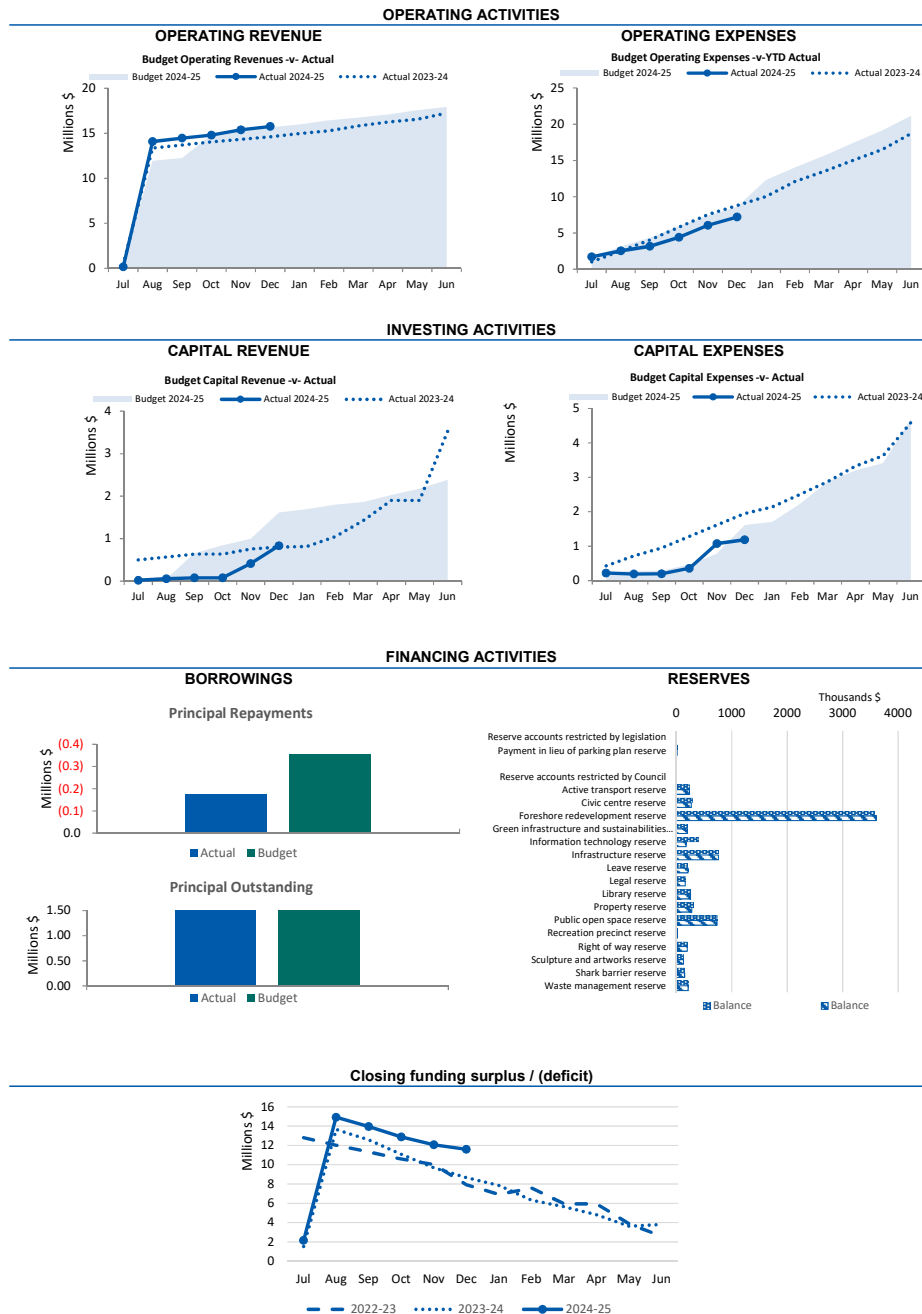 OPERATING ACTIVITIES
OPERATING REVENUE
Budget Operating Revenues -v- Actual
Budget 2024-25 Actual 2024-25 Actual 2023-24
Millions $
20
15
10
5
0
Jul Aug Sep Oct Nov Dec Jan Feb Mar Apr May Jun
OPERATING EXPENSES
Budget Operating Expenses -v-YTD Actual
Budget 2024-25 Actual 2024-25 Actual 2023-24
Millions $
25
20
15
10
5
0
Jul Aug Sep Oct Nov Dec Jan Feb Mar Apr May Jun
INVESTING ACTIVITIES
CAPITAL REVENUE
Budget Capital Revenue -v- Actual
Budget 2024-25 Actual 2024-25 Actual 2023-24
Millions $
4
3
2
1
0
Jul Aug Sep Oct Nov Dec Jan Feb Mar Apr May Jun
CAPITAL EXPENSES
Budget Capital Expenses -v- Actual
Budget 2024-25 Actual 2024-25 Actual 2023-24
Millions $
5
4
3
2
1
0
Jul Aug Sep Oct Nov Dec Jan Feb Mar Apr May Jun
FINANCING ACTIVITIES
BORROWINGS
Principal Repayments
Millions $
(0.4)
(0.3)
(0.2)
(0.1)
0.0
Actual Budget
Principal Outstanding
Millions $
1.50
1.00
0.50
0.00
Actual Budget
RESERVES
Thousands $
0 1000 2000 3000 4000
Reserve accounts restricted by legislation
Payment in lieu of parking plan reserve
Reserve accounts restricted by Council
Active transport reserve
Civic centre reserve
Foreshore redevelopment reserve
Green infrastructure and sustainabilities...
Information technology reserve
Infrastructure reserve
Leave reserve
Legal reserve
Library reserve
Property reserve
Public open space reserve
Recreation precinct reserve
Right of way reserve
Sculpture and artworks reserve
Shark barrier reserve
Waste management reserve
Balance Balance
Closing funding surplus / (deficit)
Millions $
16
14
12
10
8
6
4
2
0
Jul Aug Sep Oct Nov Dec Jan Feb Mar Apr May Jun
2022-23 2023-24 2024-25